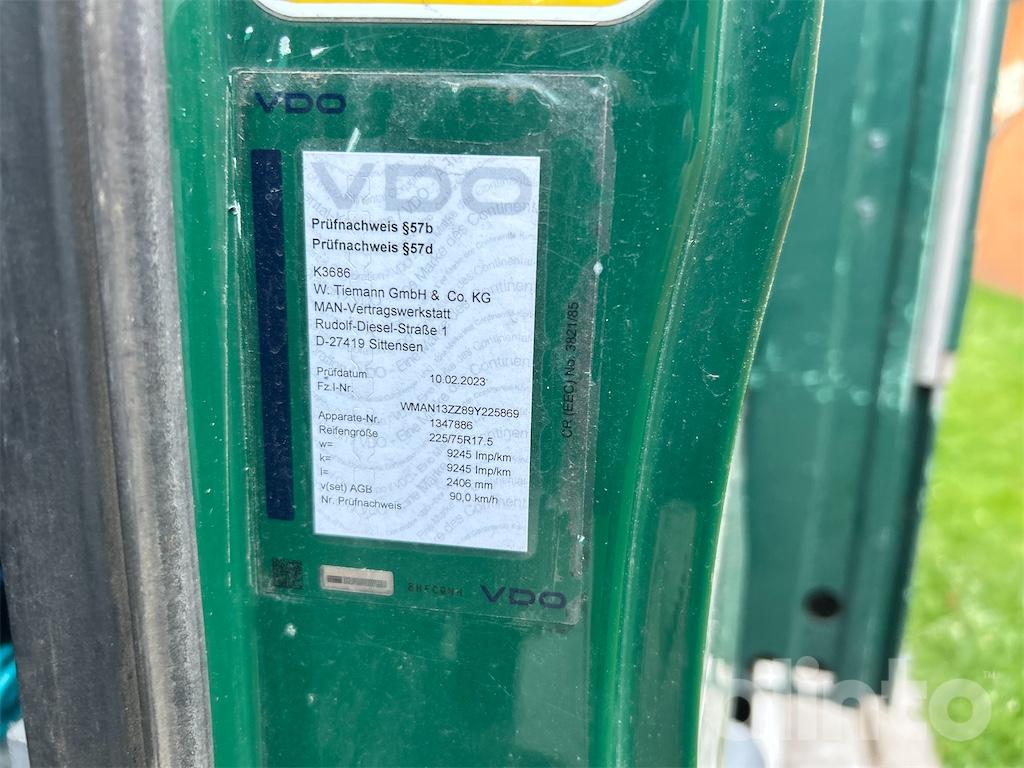 VDO
VDO
Prüfnachweis §57b
Prüfnachweis §57d
K3686
W. Tiemann GmbH & Co. KG
MAN-Vertragswerkstatt
Rudolf-Diesel-Straße 1
D-27419 Sittensen
Prüfdatum 10.02.2023
Fz.I-Nr.
WMAN13ZZ89Y225869
Apparate-Nr. 1347886
Reifengröße 225/75R17.5
w= 9245 Imp/km
k= 9245 Imp/km
l= 2406 mm
v(set) AGB 90,0 km/h
Nr. Prüfnachweis
CR (EEC) No. 3821/85
VDO
klinto™